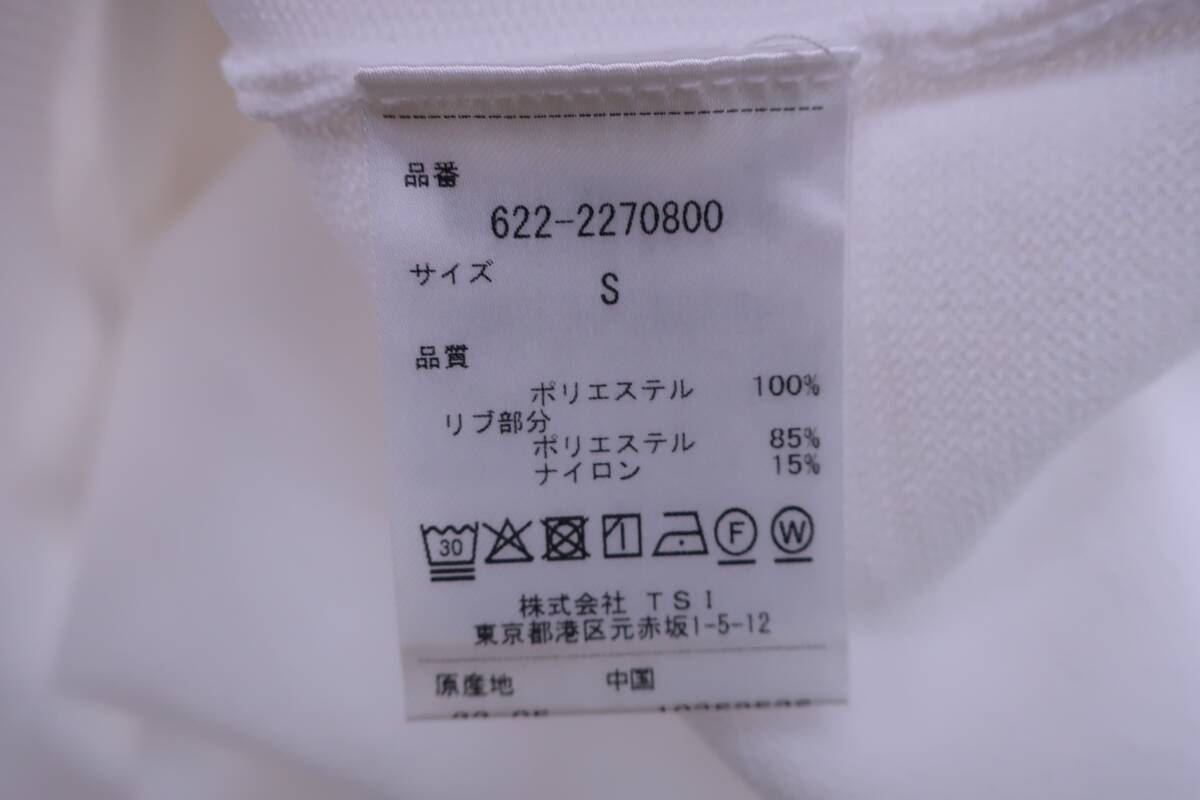 品番
622-2270800
サイズ
S
品質
ポリエステル 100%
リブ部分
ポリエステル 85%
ナイロン 15%
30 F W
株式会社 TSI
東京都港区元赤坂1-5-12
原産地 中国